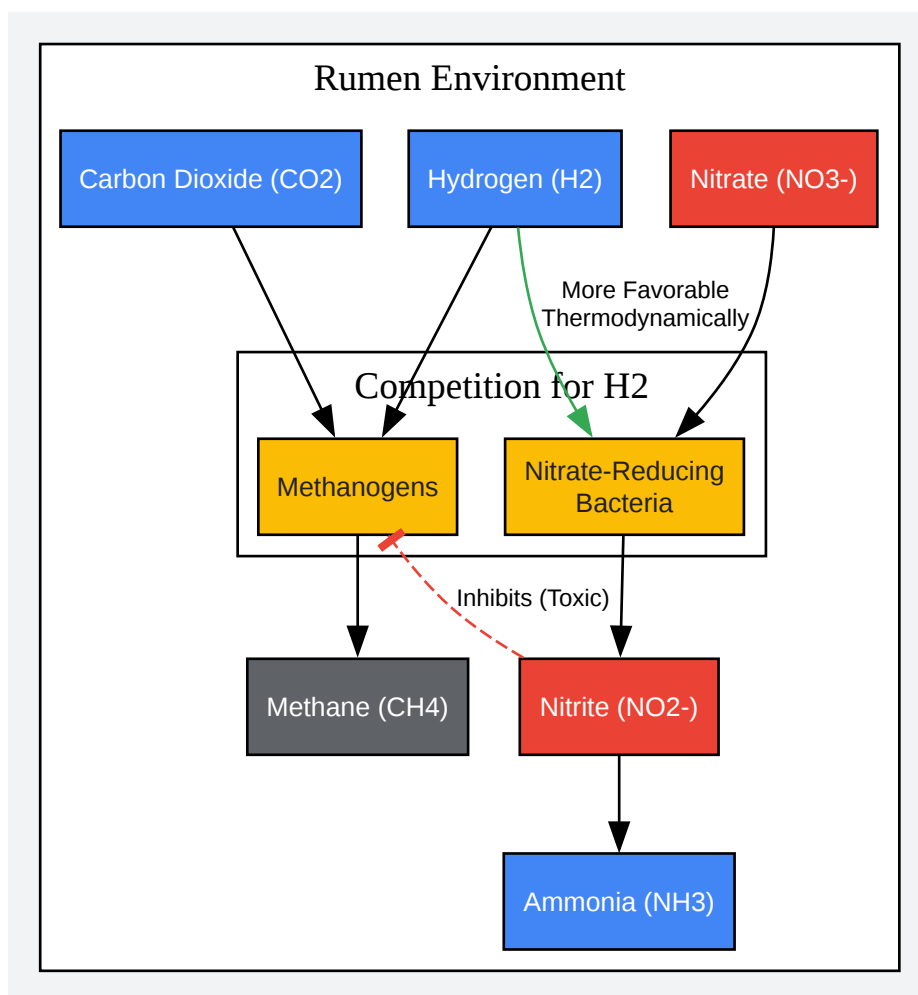 Rumen Environment
Carbon Dioxide (CO2)
Hydrogen (H2)
Nitrate (NO3-)
More Favorable
Thermodynamically
Competition for H2
Methanogens
Nitrate-Reducing
Bacteria
Inhibits (Toxic)
Methane (CH4)
Nitrite (NO2-)
Ammonia (NH3)